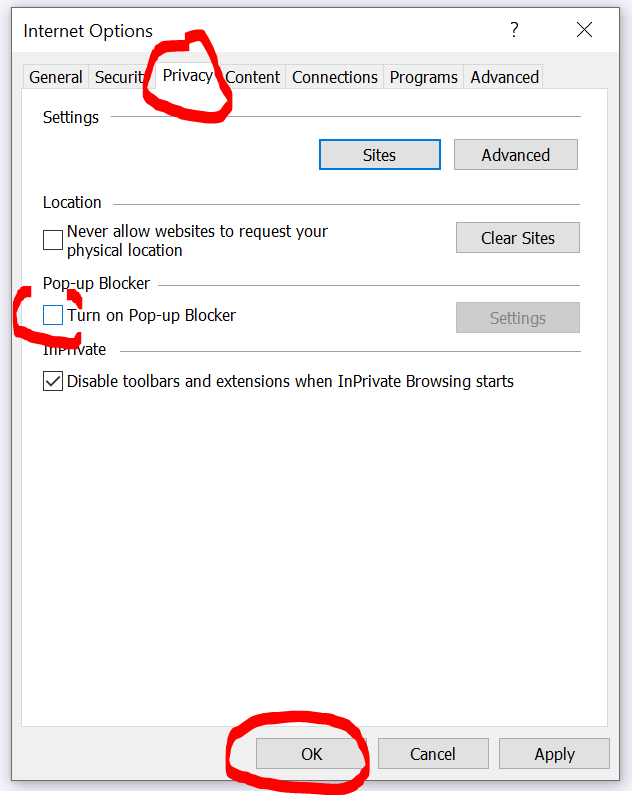 Internet Options ?
General Securit Privacy Content Connections Programs Advanced
Settings
Sites Advanced
Location
Never allow websites to request your
physical location
Clear Sites
Pop-up Blocker
Turn on Pop-up Blocker Settings
InPrivate
Disable toolbars and extensions when InPrivate Browsing starts
OK Cancel Apply